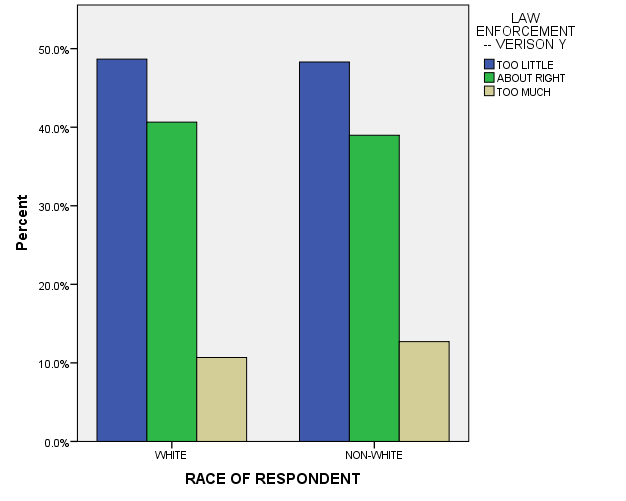 LAW
ENFORCEMENT
-- VERISON Y
TOO LITTLE
ABOUT RIGHT
TOO MUCH
50.0%
40.0%
30.0%
20.0%
10.0%
0.0%
Percent
WHITE
NON-WHITE
RACE OF RESPONDENT